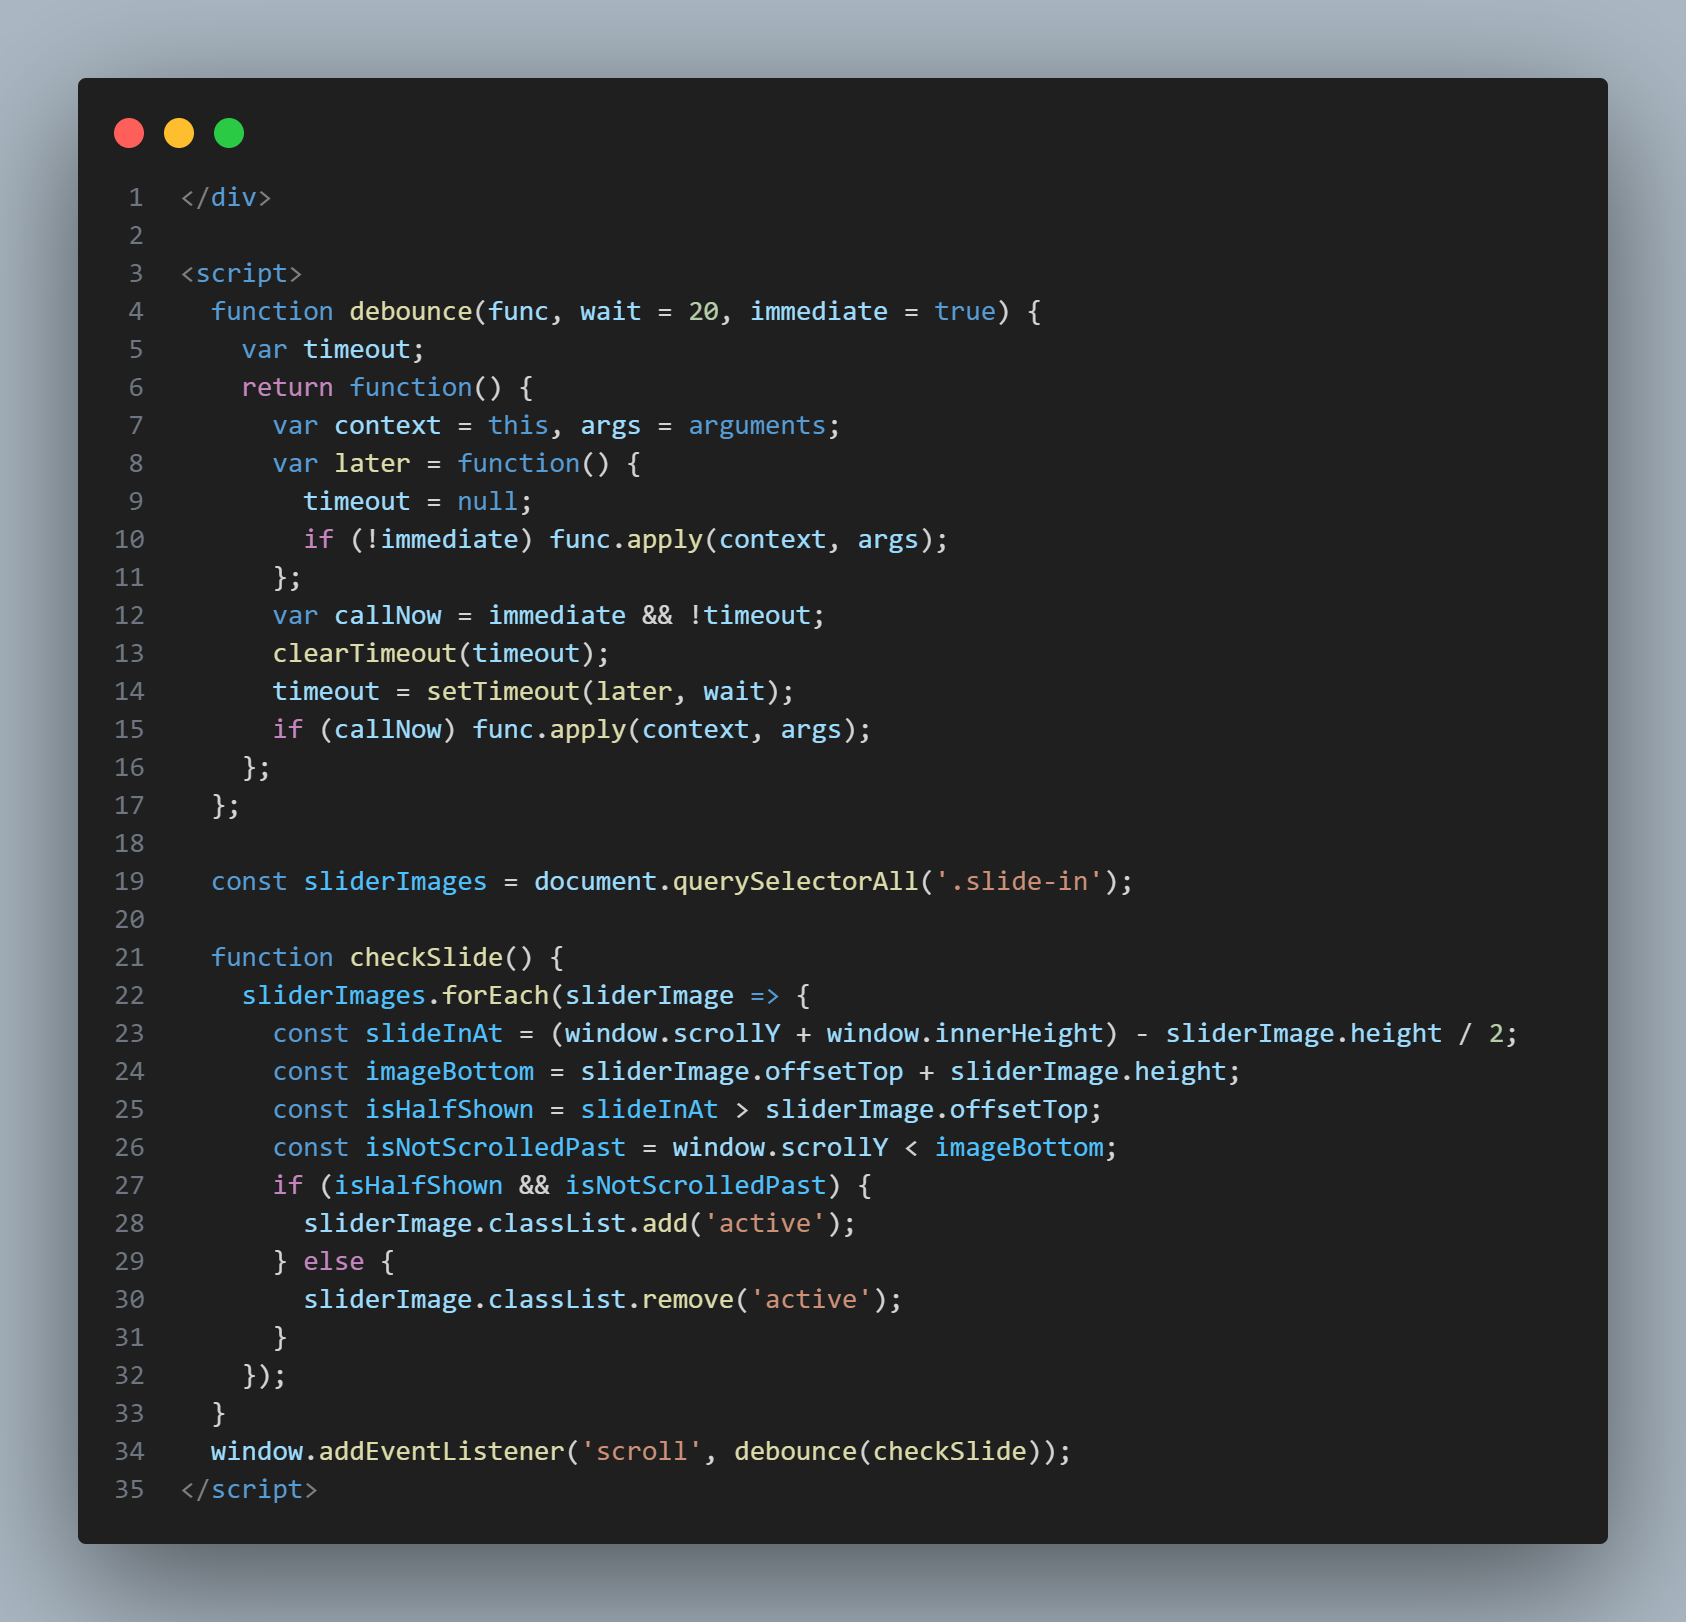 1 </div>
2
3 <script>
4   function debounce(func, wait = 20, immediate = true) {
5     var timeout;
6     return function() {
7       var context = this, args = arguments;
8       var later = function() {
9         timeout = null;
10         if (!immediate) func.apply(context, args);
11       };
12       var callNow = immediate && !timeout;
13       clearTimeout(timeout);
14       timeout = setTimeout(later, wait);
15       if (callNow) func.apply(context, args);
16     };
17   };
18
19   const sliderImages = document.querySelectorAll('.slide-in');
20
21   function checkSlide() {
22     sliderImages.forEach(sliderImage => {
23       const slideInAt = (window.scrollY + window.innerHeight) - sliderImage.height / 2;
24       const imageBottom = sliderImage.offsetTop + sliderImage.height;
25       const isHalfShown = slideInAt > sliderImage.offsetTop;
26       const isNotScrolledPast = window.scrollY < imageBottom;
27       if (isHalfShown && isNotScrolledPast) {
28         sliderImage.classList.add('active');
29       } else {
30         sliderImage.classList.remove('active');
31       }
32     });
33   }
34   window.addEventListener('scroll', debounce(checkSlide));
35 </script>